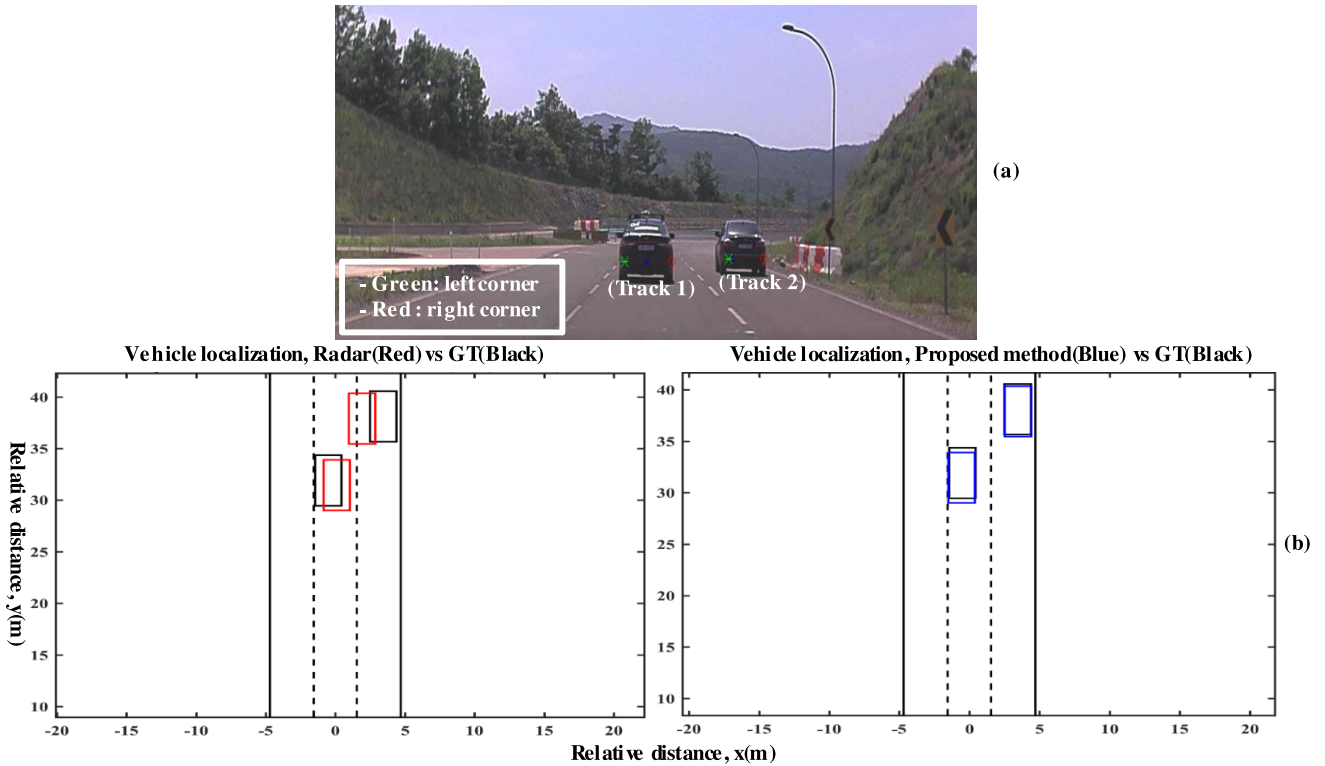 (a)
- Green: left corner
- Red : right corner
(Track 1)
(Track 2)
Vehicle localization, Radar(Red) vs GT(Black)
Vehicle localization, Proposed method(Blue) vs GT(Black)
Relative distance, y(m)
40
35
30
25
20
15
10
-20 -15 -10 -5 0 5 10 15 20
40
35
30
25
20
15
10
-20 -15 -10 -5 0 5 10 15 20
(b)
Relative distance, x(m)